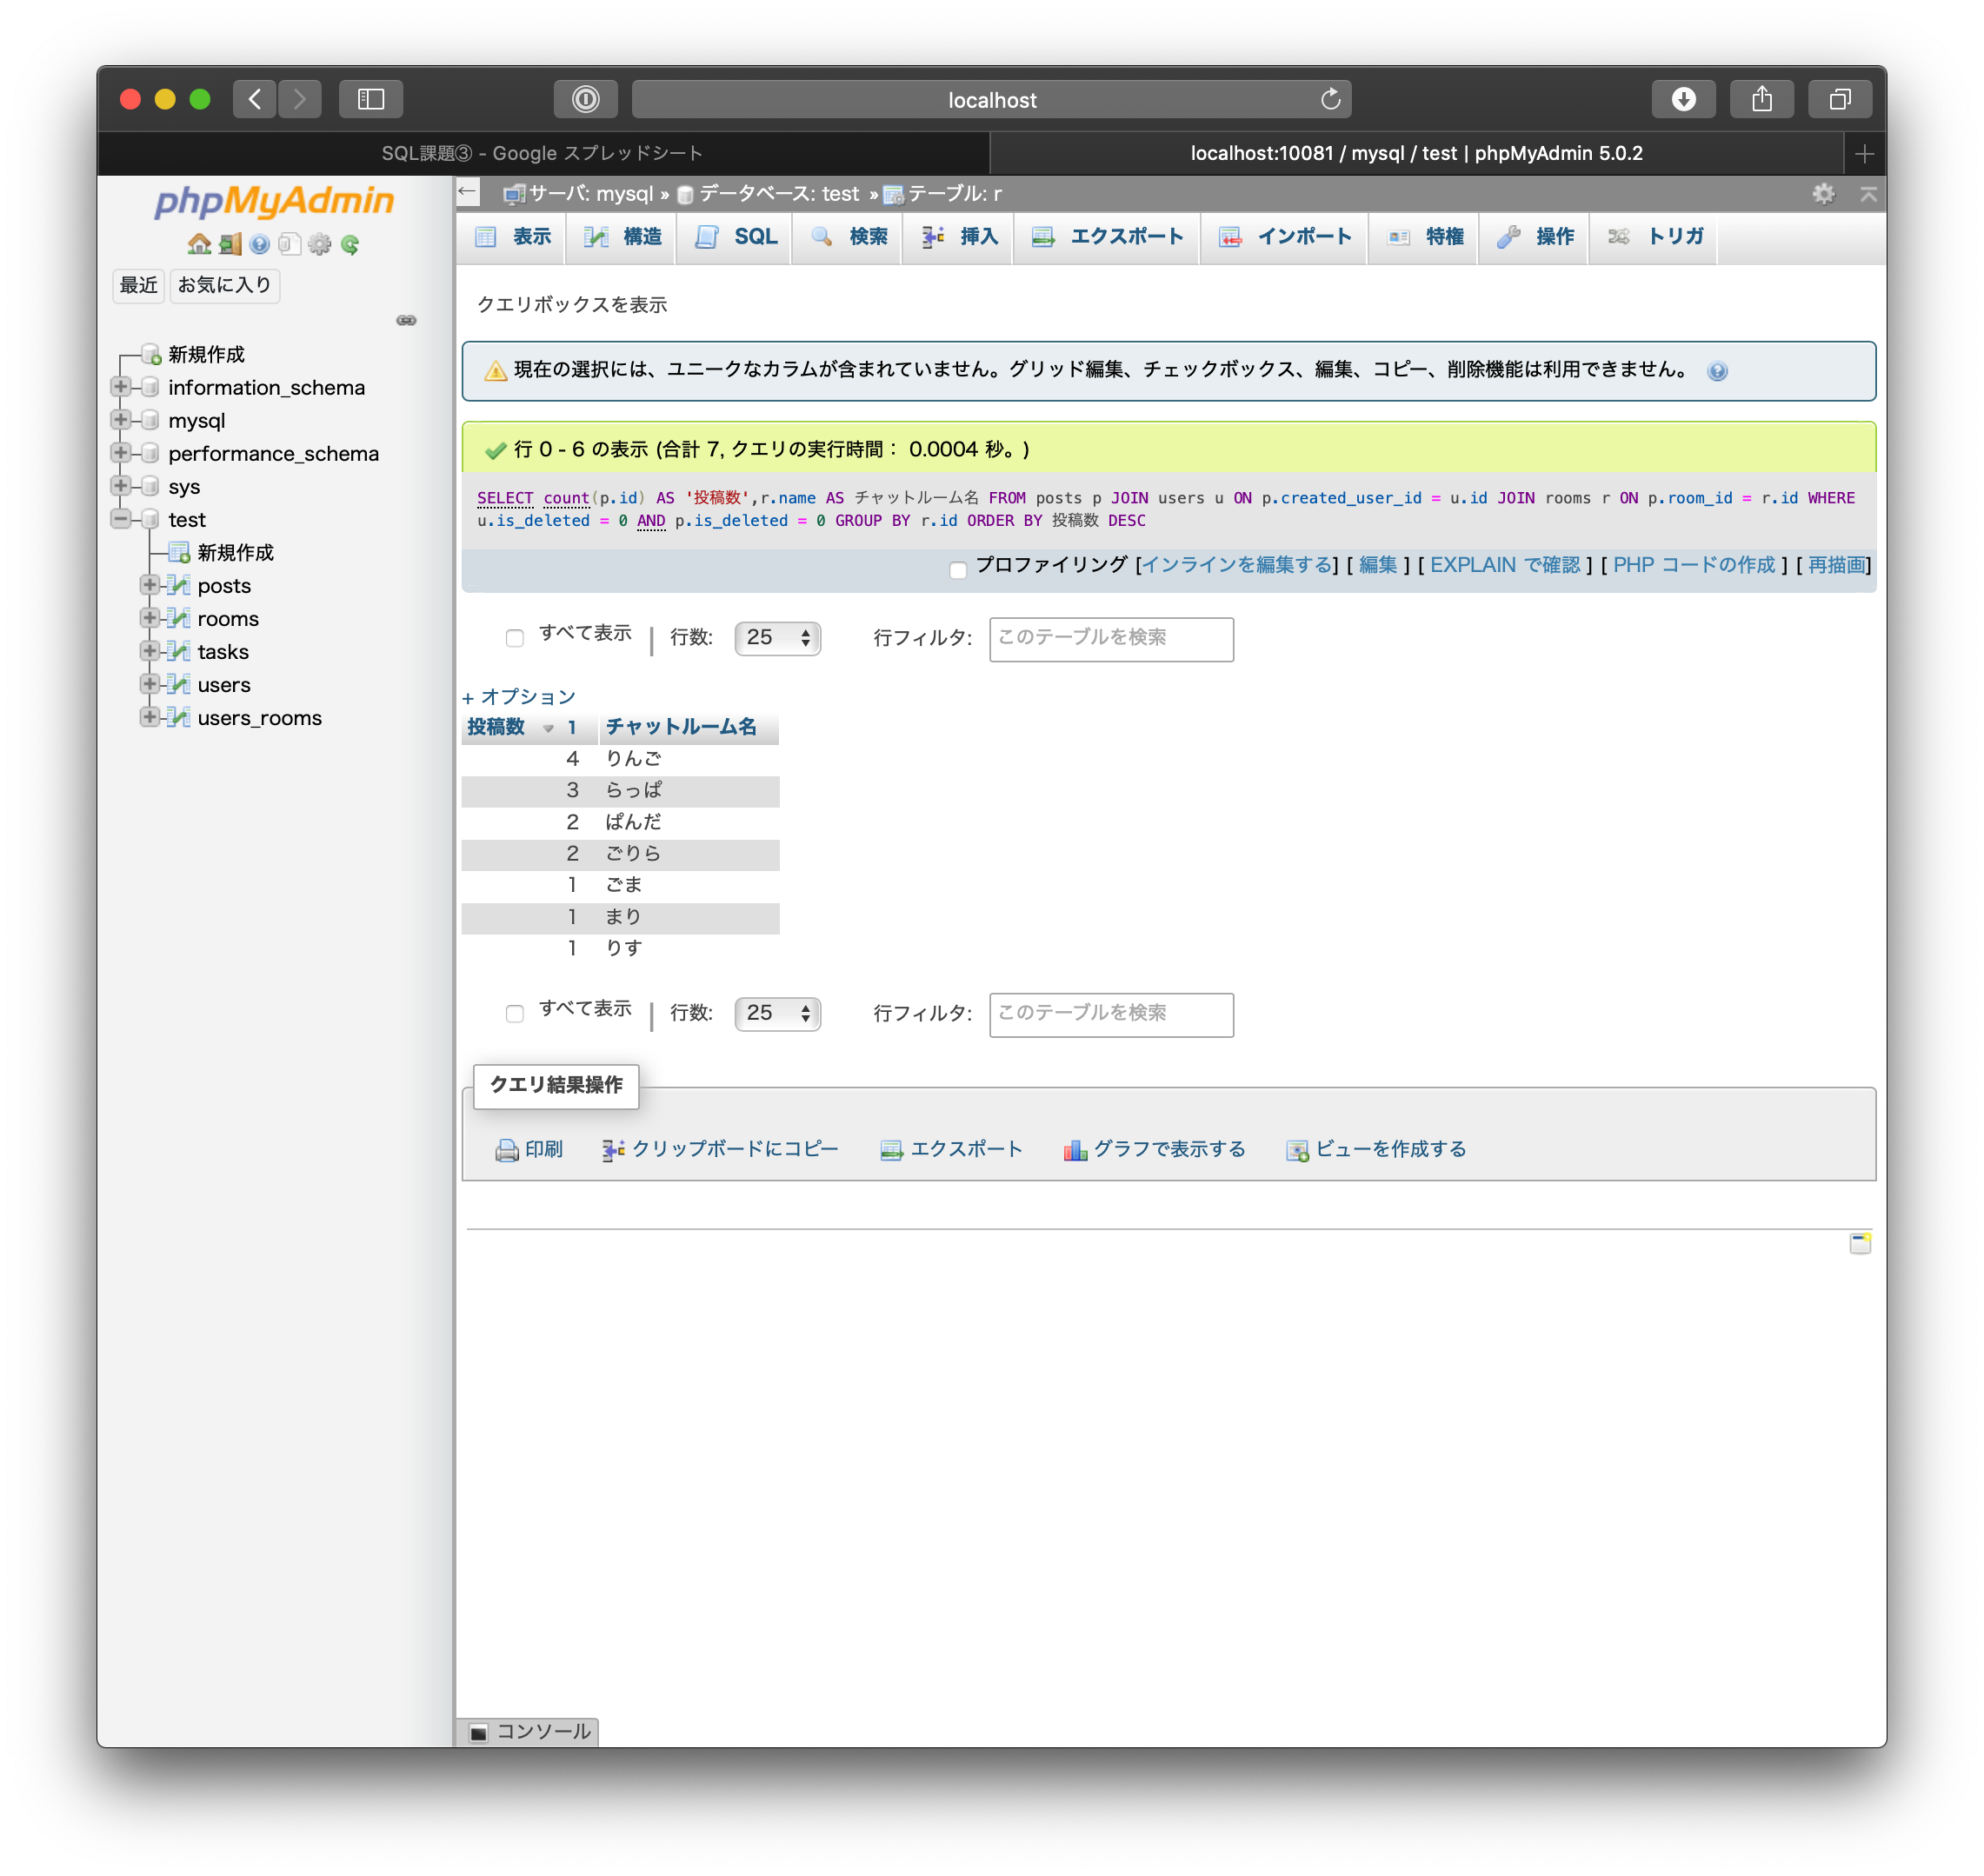 localhost
SQL課題③ - Google スプレッドシート
localhost:10081 / mysql / test | phpMyAdmin 5.0.2
phpMyAdmin
最近
お気に入り
新規作成
information_schema
mysql
performance_schema
sys
test
新規作成
posts
rooms
tasks
users
users_rooms
サーバ: mysql » データベース: test » テーブル: r
表示 構造 SQL 検索 挿入 エクスポート インポート 特権 操作 トリガ
クエリボックスを表示
現在の選択には、ユニークなカラムが含まれていません。グリッド編集、チェックボックス、編集、コピー、削除機能は利用できません。
行 0 - 6 の表示 (合計 7, クエリの実行時間： 0.0004 秒。)
SELECT count(p.id) AS '投稿数',r.name AS チャットルーム名 FROM posts p JOIN users u ON p.created_user_id = u.id JOIN rooms r ON p.room_id = r.id WHERE
u.is_deleted = 0 AND p.is_deleted = 0 GROUP BY r.id ORDER BY 投稿数 DESC
プロファイリング [インラインを編集する] [ 編集 ] [ EXPLAIN で確認 ] [ PHP コードの作成 ] [ 再描画]
すべて表示 | 行数: 25 行フィルタ: このテーブルを検索
+ オプション
投稿数 1 チャットルーム名
4 りんご
3 らっぱ
2 ぱんだ
2 ごりら
1 ごま
1 まり
1 りす
すべて表示 | 行数: 25 行フィルタ: このテーブルを検索
クエリ結果操作
印刷 クリップボードにコピー エクスポート グラフで表示する ビューを作成する
コンソール